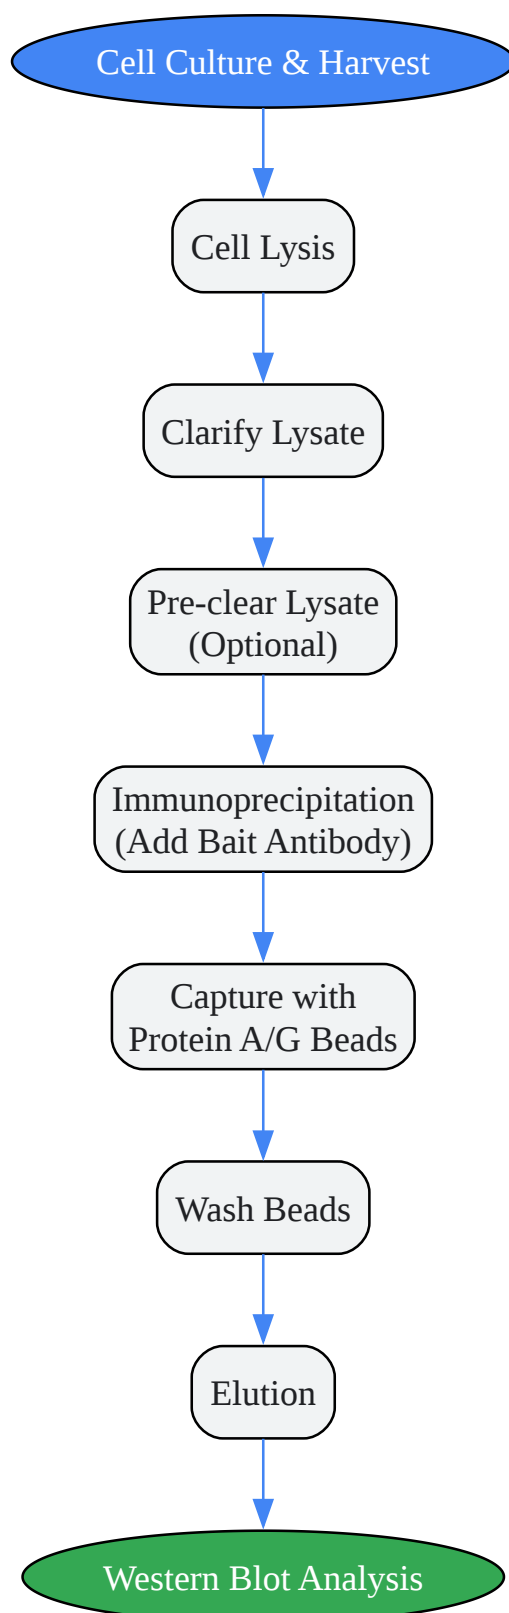 Cell Culture & Harvest
Cell Lysis
Clarify Lysate
Pre-clear Lysate
(Optional)
Immunoprecipitation
(Add Bait Antibody)
Capture with
Protein A/G Beads
Wash Beads
Elution
Western Blot Analysis